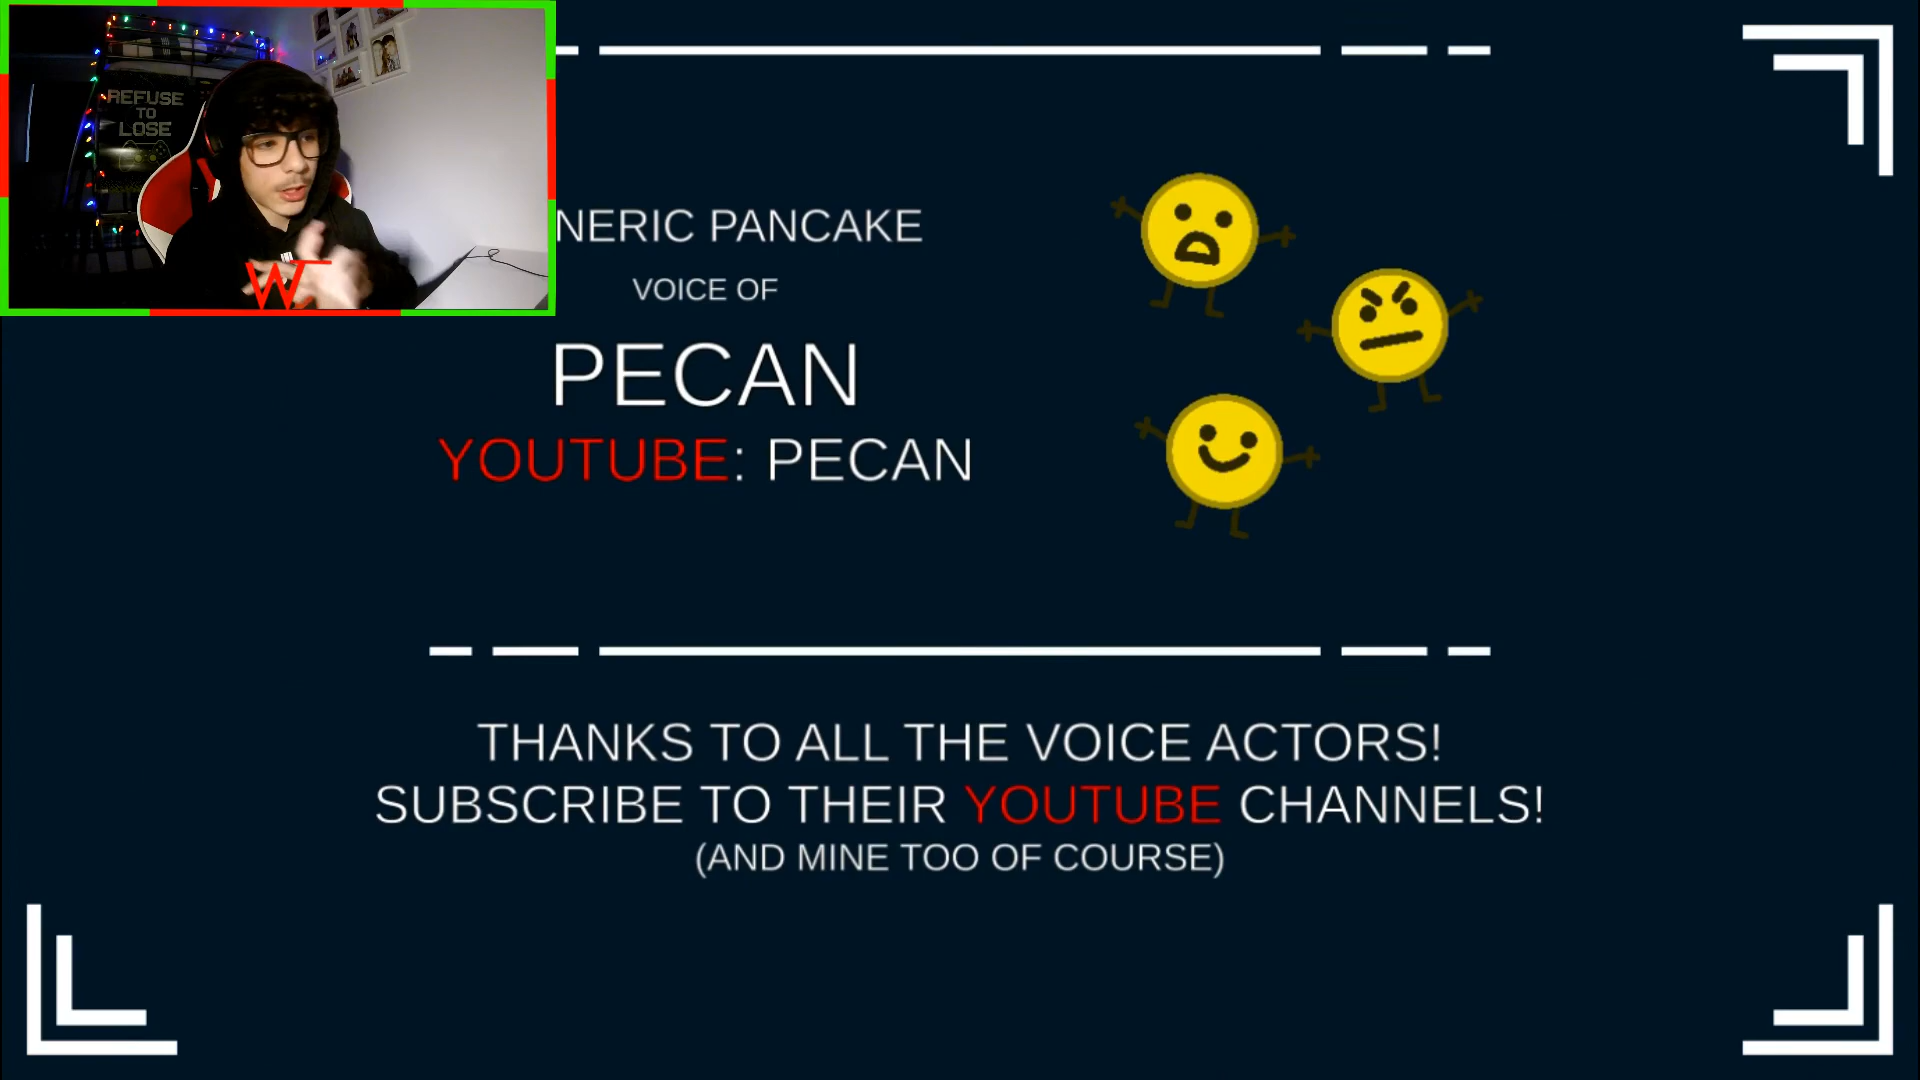 REFUSE
TO
LOSE
W
NERIC PANCAKE
VOICE OF
PECAN
YOUTUBE: PECAN
THANKS TO ALL THE VOICE ACTORS!
SUBSCRIBE TO THEIR YOUTUBE CHANNELS!
(AND MINE TOO OF COURSE)